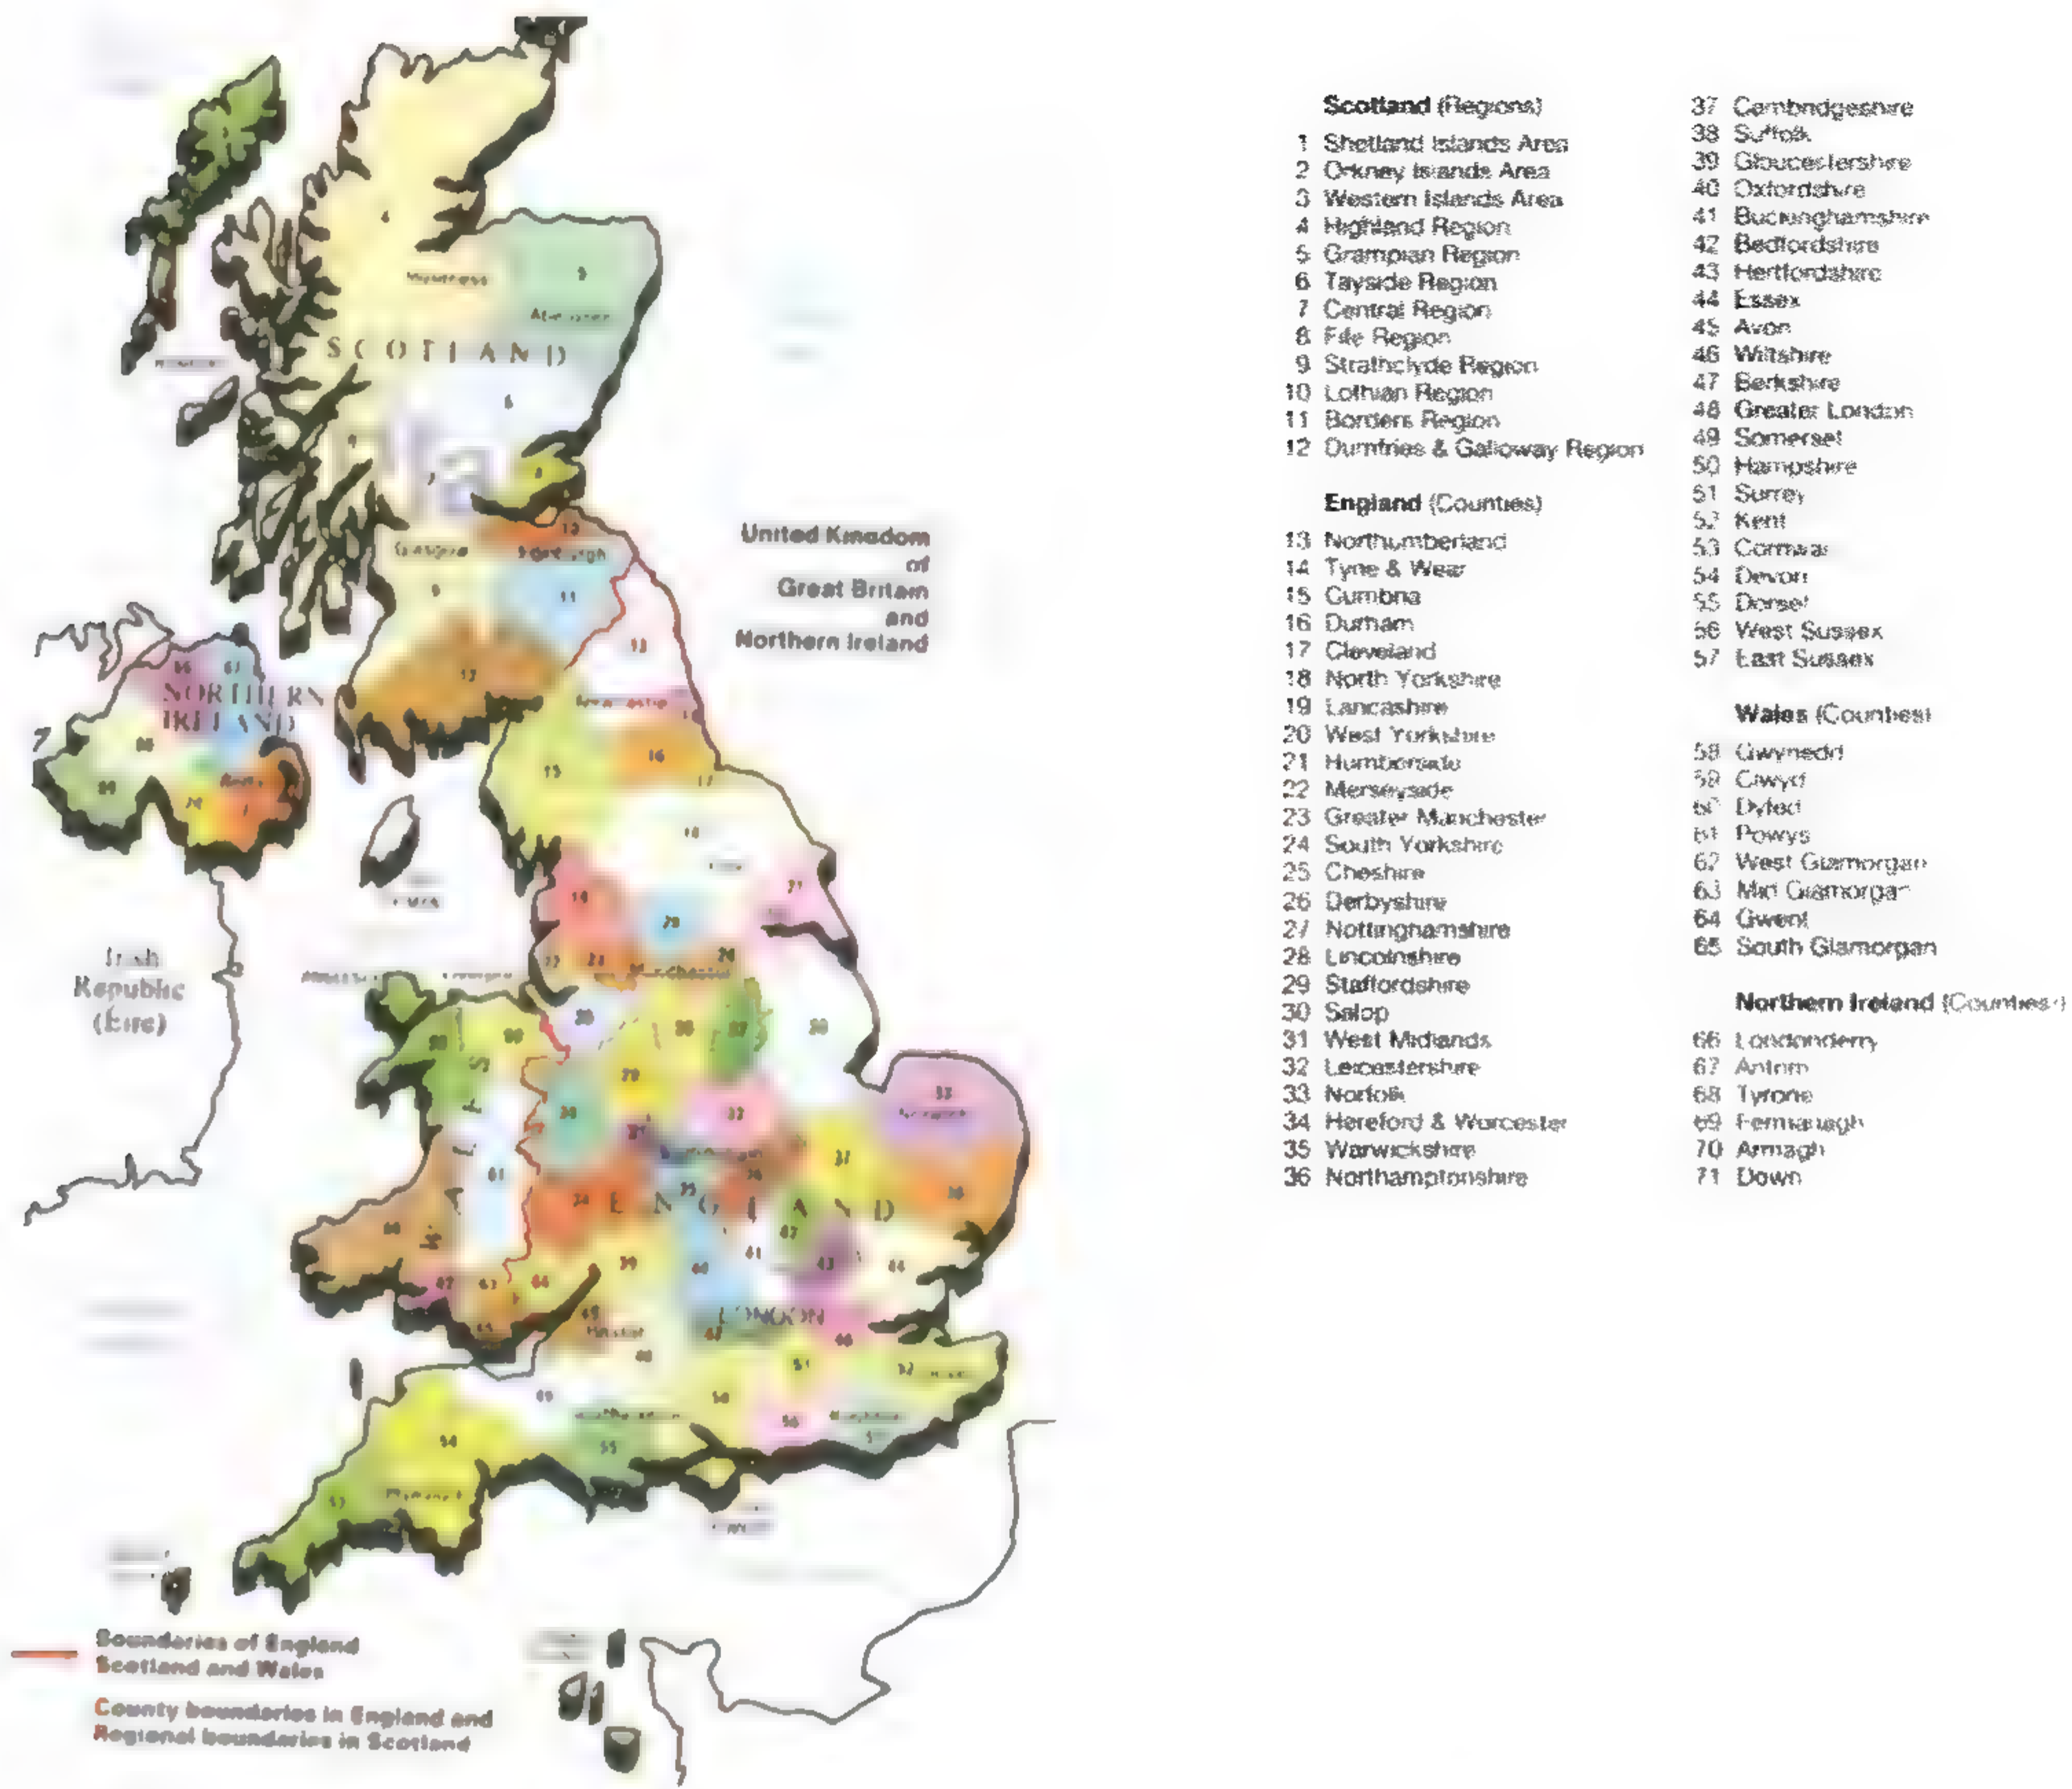 SCOTLAND
Glasgow
Edinburgh
United Kingdom
of
Great Britain
and
Northern Ireland
NORTHERN
IRELAND
Irish
Republic
(Eire)
Manchester
WALES
ENGLAND
LONDON
Bristol
Plymouth
Boundaries of England
Scotland and Wales
County boundaries in England and
Regional boundaries in Scotland
Scotland (Regions)
1 Shetland Islands Area
2 Orkney Islands Area
3 Western Islands Area
4 Highland Region
5 Grampian Region
6 Tayside Region
7 Central Region
8 Fife Region
9 Strathclyde Region
10 Lothian Region
11 Borders Region
12 Dumfries & Galloway Region
England (Counties)
13 Northumberland
14 Tyne & Wear
15 Cumbria
16 Durham
17 Cleveland
18 North Yorkshire
19 Lancashire
20 West Yorkshire
21 Humberside
22 Merseyside
23 Greater Manchester
24 South Yorkshire
25 Cheshire
26 Derbyshire
27 Nottinghamshire
28 Lincolnshire
29 Staffordshire
30 Salop
31 West Midlands
32 Leicestershire
33 Norfolk
34 Hereford & Worcester
35 Warwickshire
36 Northamptonshire
37 Cambridgeshire
38 Suffolk
39 Gloucestershire
40 Oxfordshire
41 Buckinghamshire
42 Bedfordshire
43 Hertfordshire
44 Essex
45 Avon
46 Wiltshire
47 Berkshire
48 Greater London
49 Somerset
50 Hampshire
51 Surrey
52 Kent
53 Cornwall
54 Devon
55 Dorset
56 West Sussex
57 East Sussex
Wales (Counties)
58 Gwynedd
59 Clwyd
60 Dyfed
61 Powys
62 West Glamorgan
63 Mid Glamorgan
64 Gwent
65 South Glamorgan
Northern Ireland (Counties)
66 Londonderry
67 Antrim
68 Tyrone
69 Fermanagh
70 Armagh
71 Down